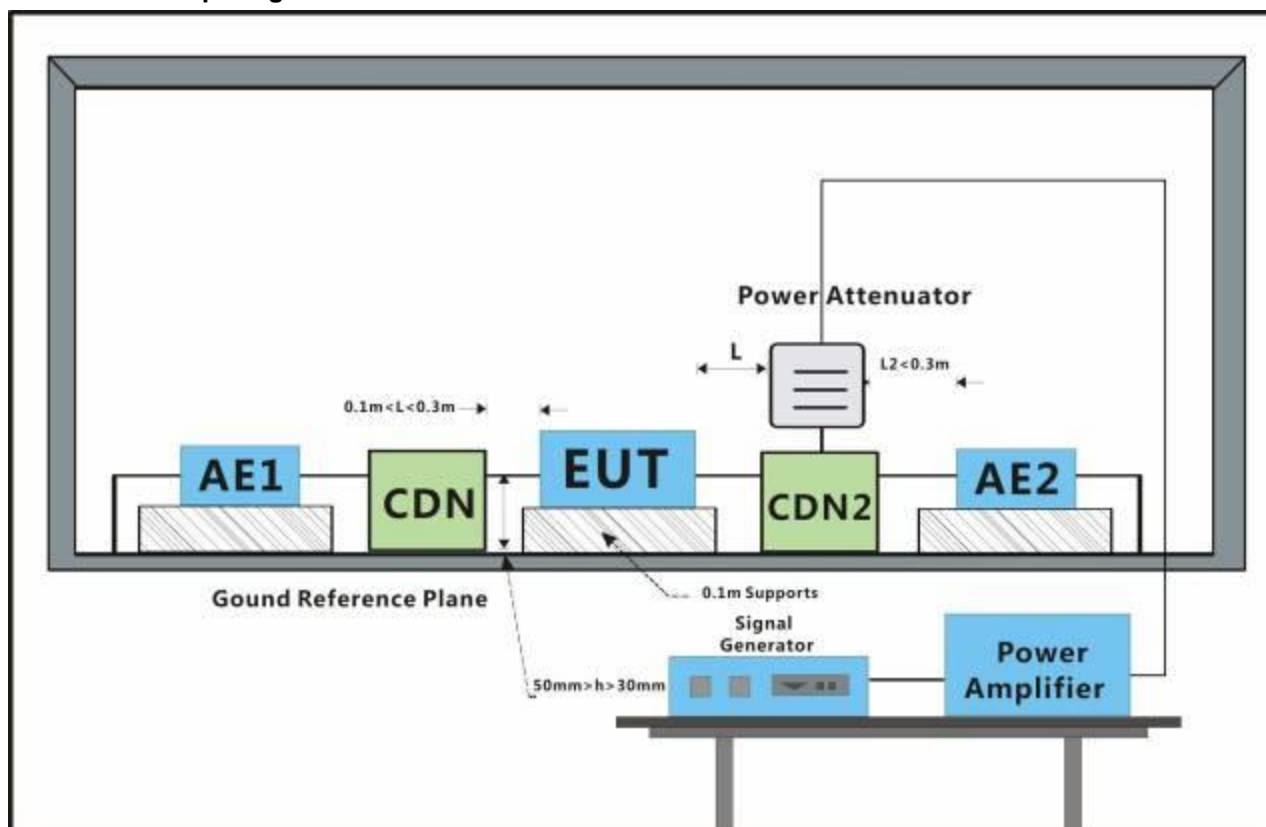 Power Attenuator
L
L2<0.3m
0.1m<L<0.3m
AE1
CDN
EUT
CDN2
AE2
Gound Reference Plane
0.1m Supports
Signal
Generator
50mm>h>30mm
Power
Amplifier